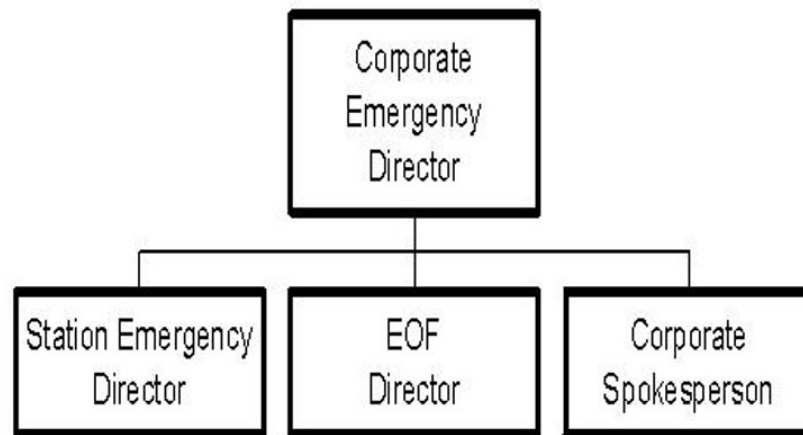 Corporate
Emergency
Director
Station Emergency
Director
EOF
Director
Corporate
Spokesperson